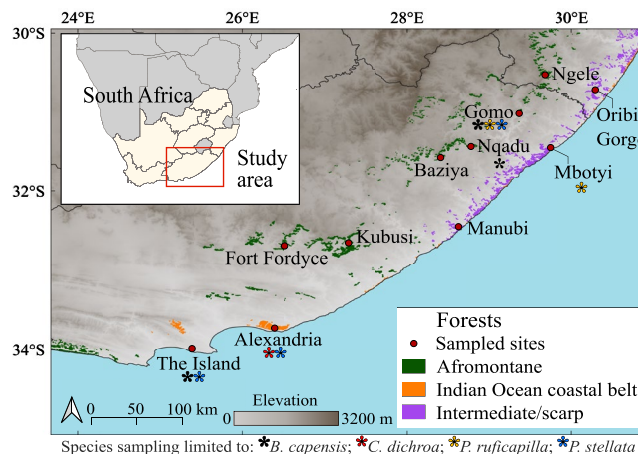 24°E
26°E
28°E
30°E
30°S
32°S
34°S
South Africa
Study
area
Ngele
Oribi
Gorge
Gomo
Nqadu
Baziya
Mbotyi
Manubi
Kubusi
Fort Fordyce
Alexandria
The Island
Forests
Sampled sites
Afromontane
Indian Ocean coastal belt
Intermediate/scarp
0 50 100 km
Elevation
0 3200 m
Species sampling limited to: *B. capensis; *C. dichroa; *P. ruficapilla; *P. stellata